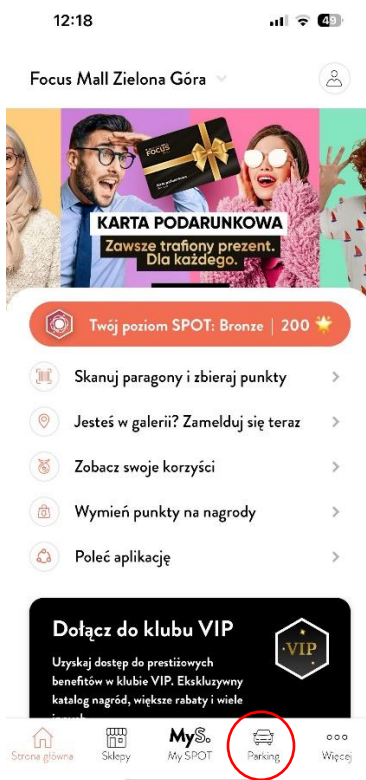 12:18
49
Focus Mall Zielona Góra
FOCUS
KARTA PODARUNKOWA
Zawsze trafiony prezent.
Dla każdego.
Twój poziom SPOT: Bronze | 200
Skanuj paragony i zbieraj punkty
Jesteś w galerii? Zamelduj się teraz
Zobacz swoje korzyści
Wymień punkty na nagrody
Poleć aplikację
Dołącz do klubu VIP
VIP
Uzyskaj dostęp do prestiżowych
benefitów w klubie VIP. Ekskluzywny
katalog nagród, większe rabaty i wiele
MyS.
Strona główna
Sklepy
My SPOT
Parking
Więcej